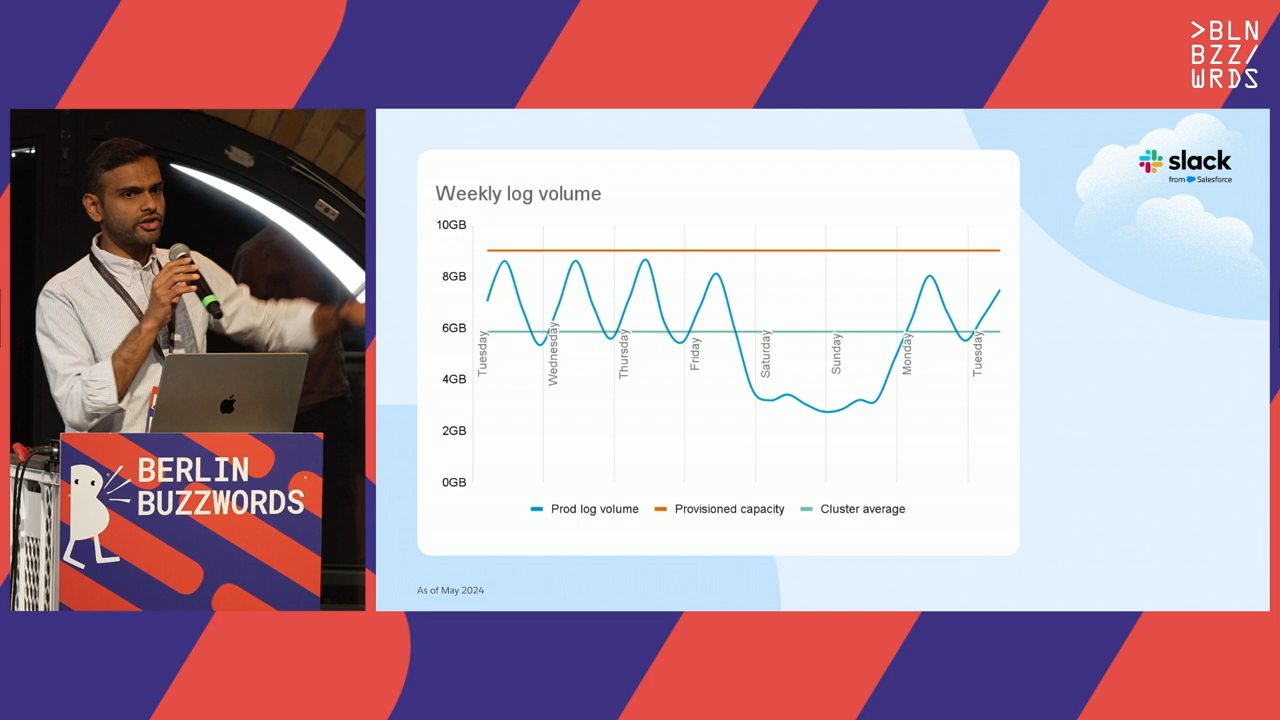 >BLN
BZZ/
WRDS
slack
from Salesforce
Weekly log volume
10GB
8GB
6GB
4GB
2GB
0GB
Tuesday
Wednesday
Thursday
Friday
Saturday
Sunday
Monday
Tuesday
Prod log volume
Provisioned capacity
Cluster average
As of May 2024
BERLIN
BUZZWORDS